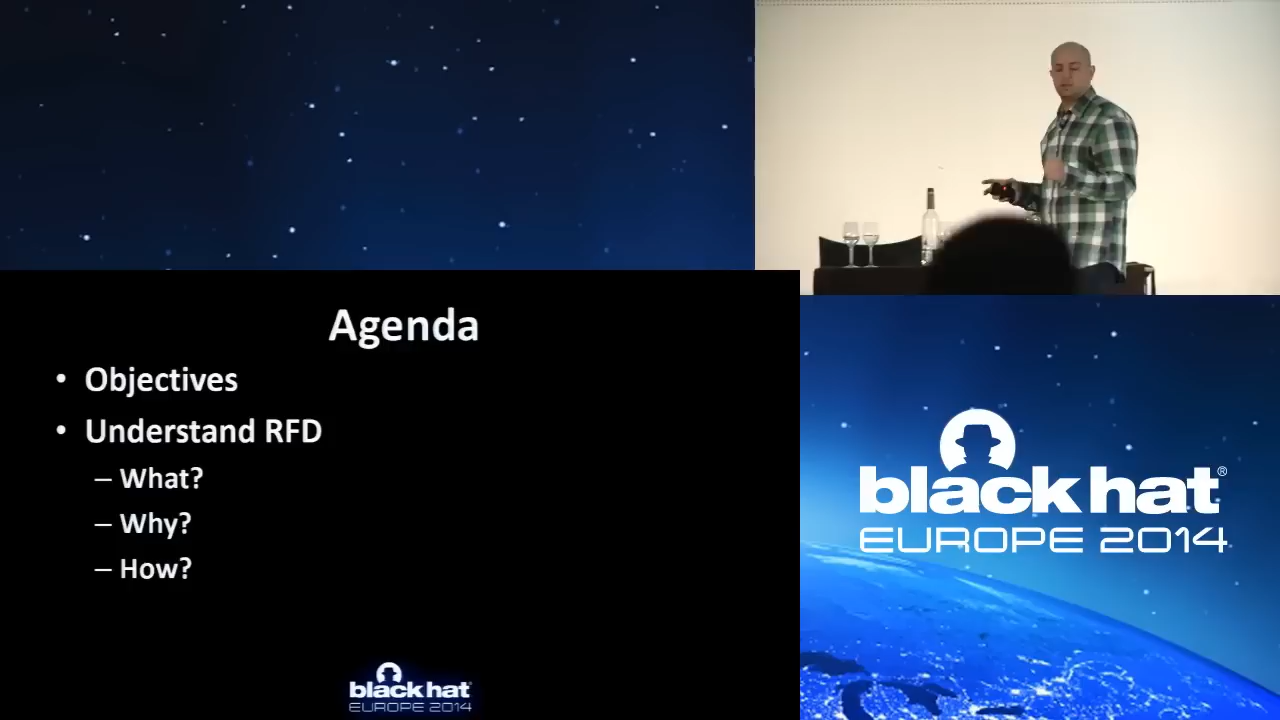 Agenda
• Objectives
• Understand RFD
– What?
– Why?
– How?
black hat
EUROPE 2014
black hat®
EUROPE 2014